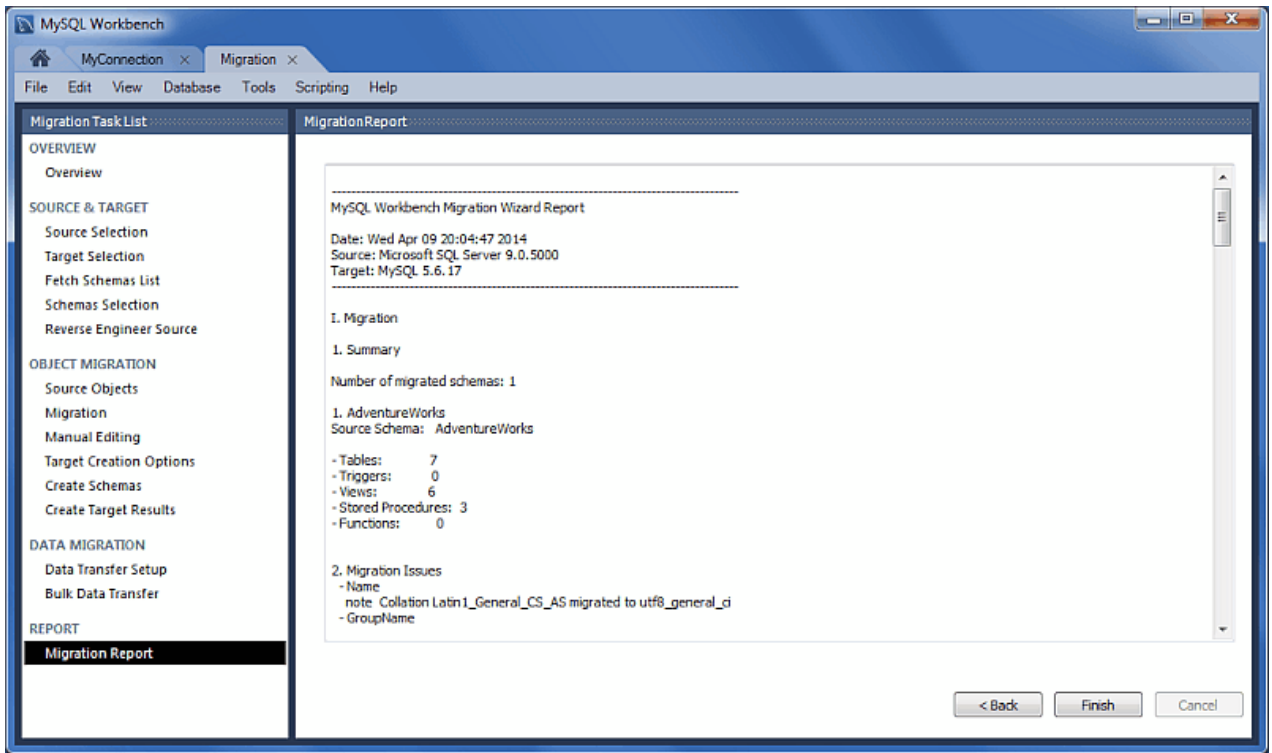 MySQL Workbench
MyConnection
Migration
File Edit View Database Tools Scripting Help
Migration Task List
OVERVIEW
Overview
SOURCE & TARGET
Source Selection
Target Selection
Fetch Schemas List
Schemas Selection
Reverse Engineer Source
OBJECT MIGRATION
Source Objects
Migration
Manual Editing
Target Creation Options
Create Schemas
Create Target Results
DATA MIGRATION
Data Transfer Setup
Bulk Data Transfer
REPORT
Migration Report
Migration Report
------------------------------------------------------------------------------------
MySQL Workbench Migration Wizard Report
Date: Wed Apr 09 20:04:47 2014
Source: Microsoft SQL Server 9.0.5000
Target: MySQL 5.6.17
------------------------------------------------------------------------------------
I. Migration
1. Summary
Number of migrated schemas: 1
1. AdventureWorks
Source Schema: AdventureWorks
- Tables: 7
- Triggers: 0
- Views: 6
- Stored Procedures: 3
- Functions: 0
2. Migration Issues
- Name
note Collation Latin1_General_CS_AS migrated to utf8_general_ci
- GroupName
< Back Finish Cancel